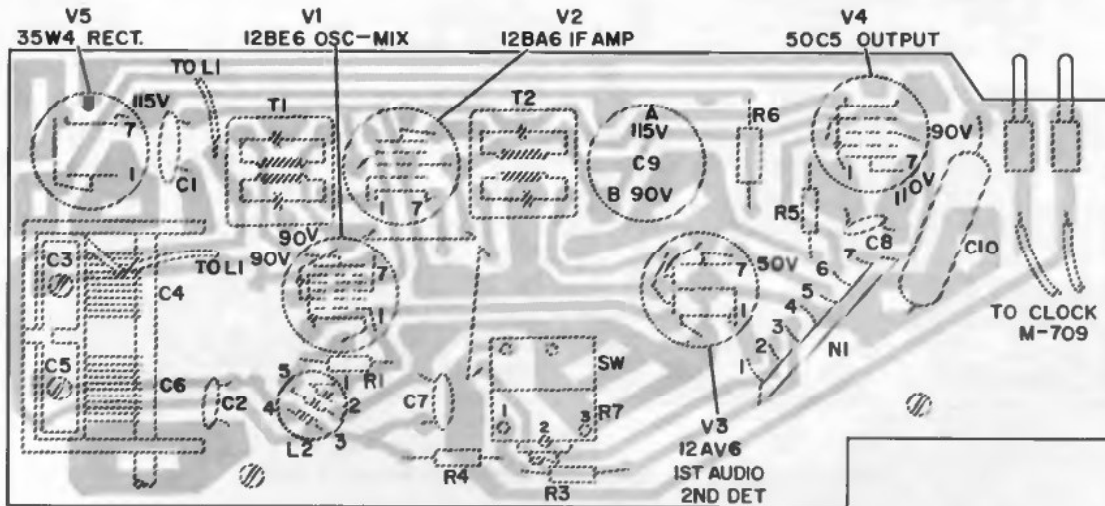 V5
35W4 RECT.
V1
12BE6 OSC-MIX
V2
12BA6 IF AMP
V4
50C5 OUTPUT
TO L1
115V
7
1
C1
T1
1 7
T2
A
115V
C9
B 90V
R6
90V
7
1
110V
R5
C8
C10
C3
C4
TO L1
90V
90V
7
1
7
50V
1
7
6
5
4
3
2
1
N1
TO CLOCK
M-709
C5
C6
C2
5
4
1
2
3
L2
R1
C7
R4
SW
R7
1
2
3
R3
V3
12AV6
1ST AUDIO
2ND DET